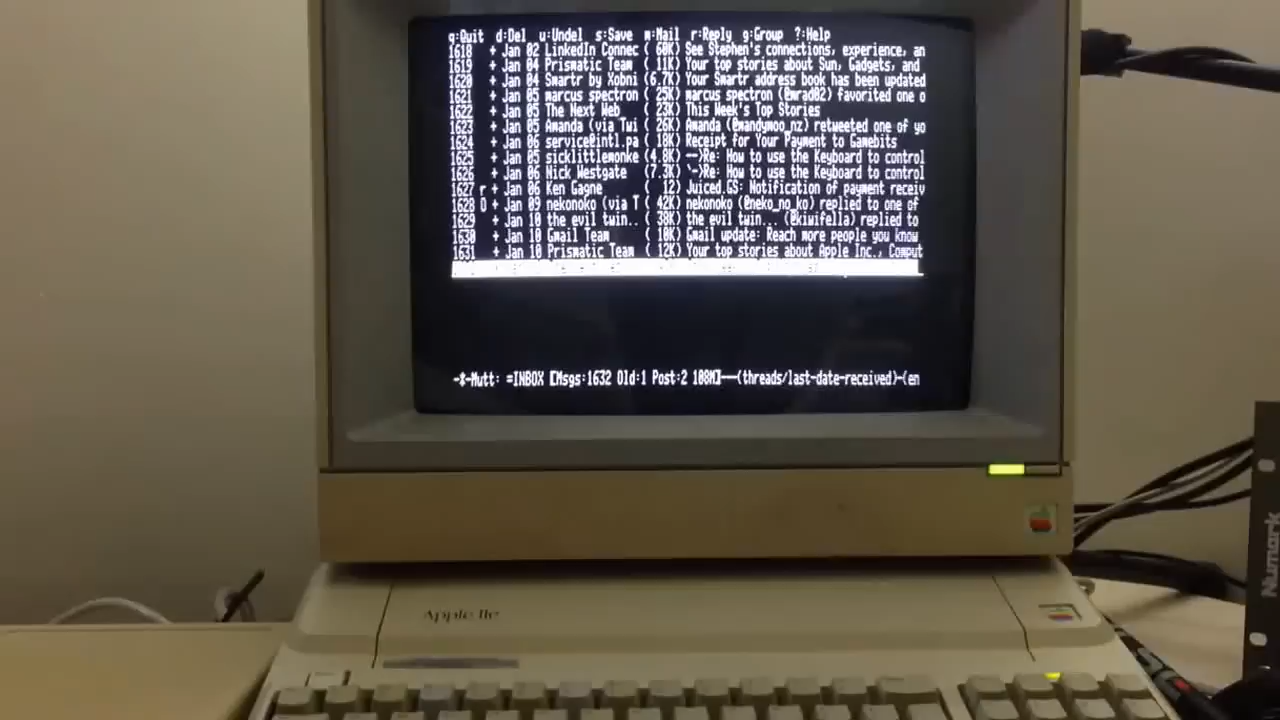 q:Quit d:Del u:Undel s:Save m:Mail r:Reply g:Group ?:Help
1618 + Jan 02 LinkedIn Connec ( 60K) See Stephen's connections, experience, an
1619 + Jan 04 Prismatic Team ( 11K) Your top stories about Sun, Gadgets, and
1620 + Jan 04 Smartr by Xobni (6.7K) Your Smartr address book has been updated
1621 + Jan 05 marcus spectron ( 25K) marcus spectron (@mrad02) favorited one o
1622 + Jan 05 The Next Web ( 23K) This Week's Top Stories
1623 + Jan 05 Amanda (via Twi ( 26K) Amanda (@mandymoo_nz) retweeted one of yo
1624 + Jan 06 service@intl.pa ( 18K) Receipt for Your Payment to Gamebits
1625 + Jan 05 sicklittlemonke (4.8K) -->Re: How to use the Keyboard to control
1626 + Jan 06 Nick Westgate (7.3K) `->Re: How to use the Keyboard to control
1627 r + Jan 06 Ken Gagne ( 12) Juiced.GS: Notification of payment receiv
1628 O + Jan 09 nekonoko (via T ( 42K) nekonoko (@neko_no_ko) replied to one of
1629 + Jan 10 the evil twin.. ( 38K) the evil twin... (@kiwifella) replied to
1630 + Jan 10 Gmail Team ( 10K) Gmail update: Reach more people you know
1631 + Jan 10 Prismatic Team ( 12K) Your top stories about Apple Inc., Comput
-*-Mutt: =INBOX [Msgs:1632 Old:1 Post:2 108M]---(threads/last-date-received)-(en
Apple IIe
Numark